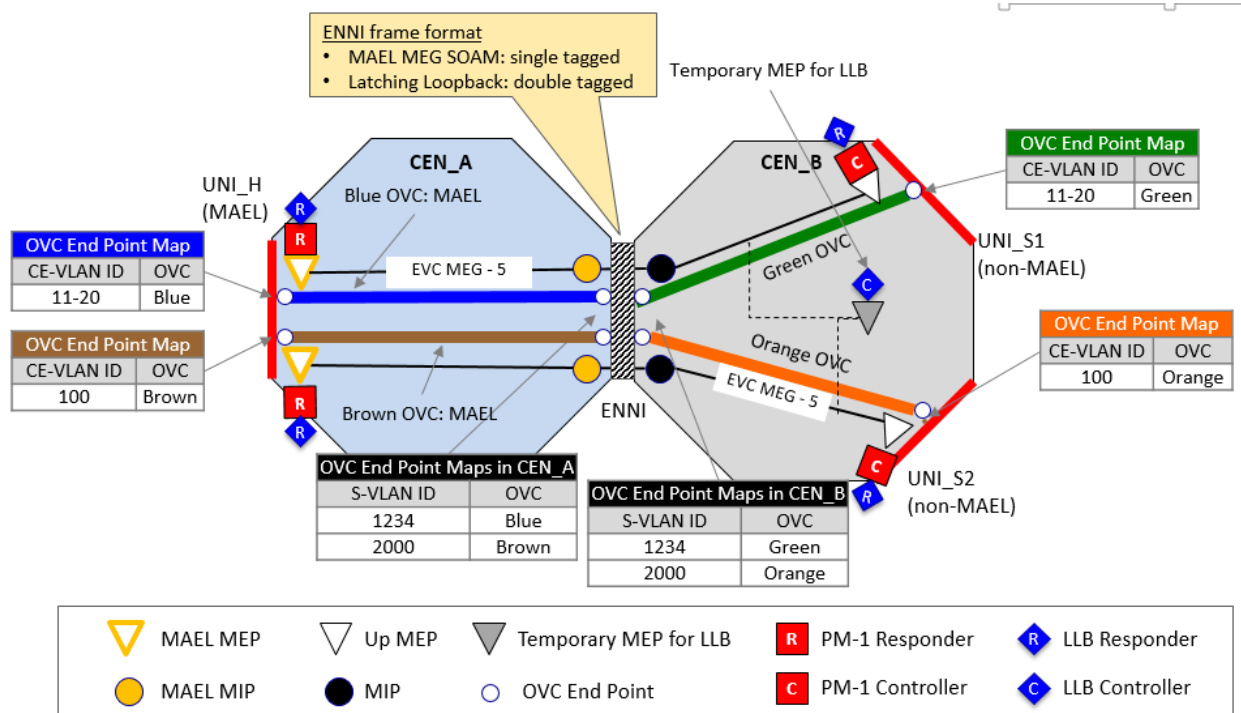 ENNI frame format
• MAEL MEG SOAM: single tagged
• Latching Loopback: double tagged
Temporary MEP for LLB
CEN_A
CEN_B
UNI_H
(MAEL)
Blue OVC: MAEL
R
R
C
R
OVC End Point Map
CE-VLAN ID OVC
11-20 Green
UNI_S1
(non-MAEL)
OVC End Point Map
CE-VLAN ID OVC
11-20 Blue
EVC MEG - 5
Green OVC
C
OVC End Point Map
CE-VLAN ID OVC
100 Brown
Orange OVC
OVC End Point Map
CE-VLAN ID OVC
100 Orange
EVC MEG - 5
R
R
Brown OVC: MAEL
ENNI
C
R
UNI_S2
(non-MAEL)
OVC End Point Maps in CEN_A
S-VLAN ID OVC
1234 Blue
2000 Brown
OVC End Point Maps in CEN_B
S-VLAN ID OVC
1234 Green
2000 Orange
MAEL MEP
Up MEP
Temporary MEP for LLB
R PM-1 Responder
R LLB Responder
MAEL MIP
MIP
OVC End Point
C PM-1 Controller
C LLB Controller